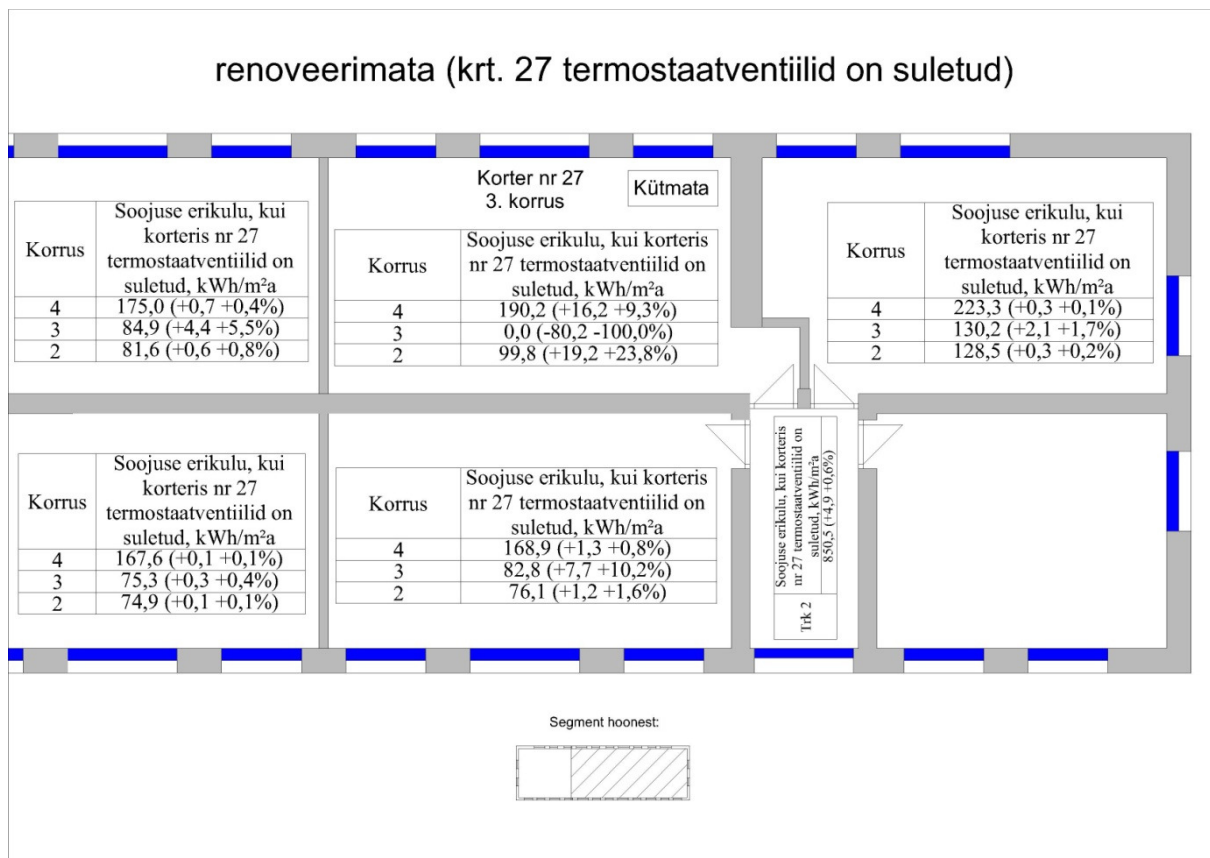 renoveerimata (krt. 27 termostaatventiilid on suletud)
Korrus
Soojuse erikulu, kui
korteris nr 27
termostaatventiilid on
suletud, kWh/m²a
4 175,0 (+0,7 +0,4%)
3 84,9 (+4,4 +5,5%)
2 81,6 (+0,6 +0,8%)
Korter nr 27
3. korrus
Kütmata
Korrus
Soojuse erikulu, kui korteris
nr 27 termostaatventiilid on
suletud, kWh/m²a
4 190,2 (+16,2 +9,3%)
3 0,0 (-80,2 -100,0%)
2 99,8 (+19,2 +23,8%)
Korrus
Soojuse erikulu, kui
korteris nr 27
termostaatventiilid on
suletud, kWh/m²a
4 223,3 (+0,3 +0,1%)
3 130,2 (+2,1 +1,7%)
2 128,5 (+0,3 +0,2%)
Korrus
Soojuse erikulu, kui
korteris nr 27
termostaatventiilid on
suletud, kWh/m²a
4 167,6 (+0,1 +0,1%)
3 75,3 (+0,3 +0,4%)
2 74,9 (+0,1 +0,1%)
Korrus
Soojuse erikulu, kui korteris
nr 27 termostaatventiilid on
suletud, kWh/m²a
4 168,9 (+1,3 +0,8%)
3 82,8 (+7,7 +10,2%)
2 76,1 (+1,2 +1,6%)
Trk 2
Soojuse erikulu, kui korteris
nr 27 termostaatventiilid on
suletud, kWh/m²a
850,5 (+4,9 +0,6%)
Segment hoonest: